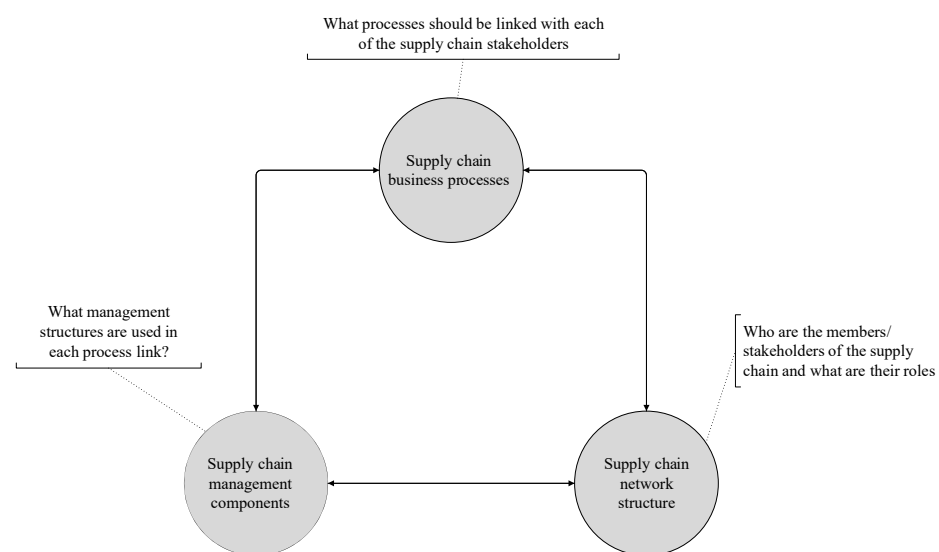 What processes should be linked with each
of the supply chain stakeholders
Supply chain
business processes
What management
structures are used in
each process link?
Who are the members/
stakeholders of the supply
chain and what are their roles
Supply chain
management
components
Supply chain
network
structure